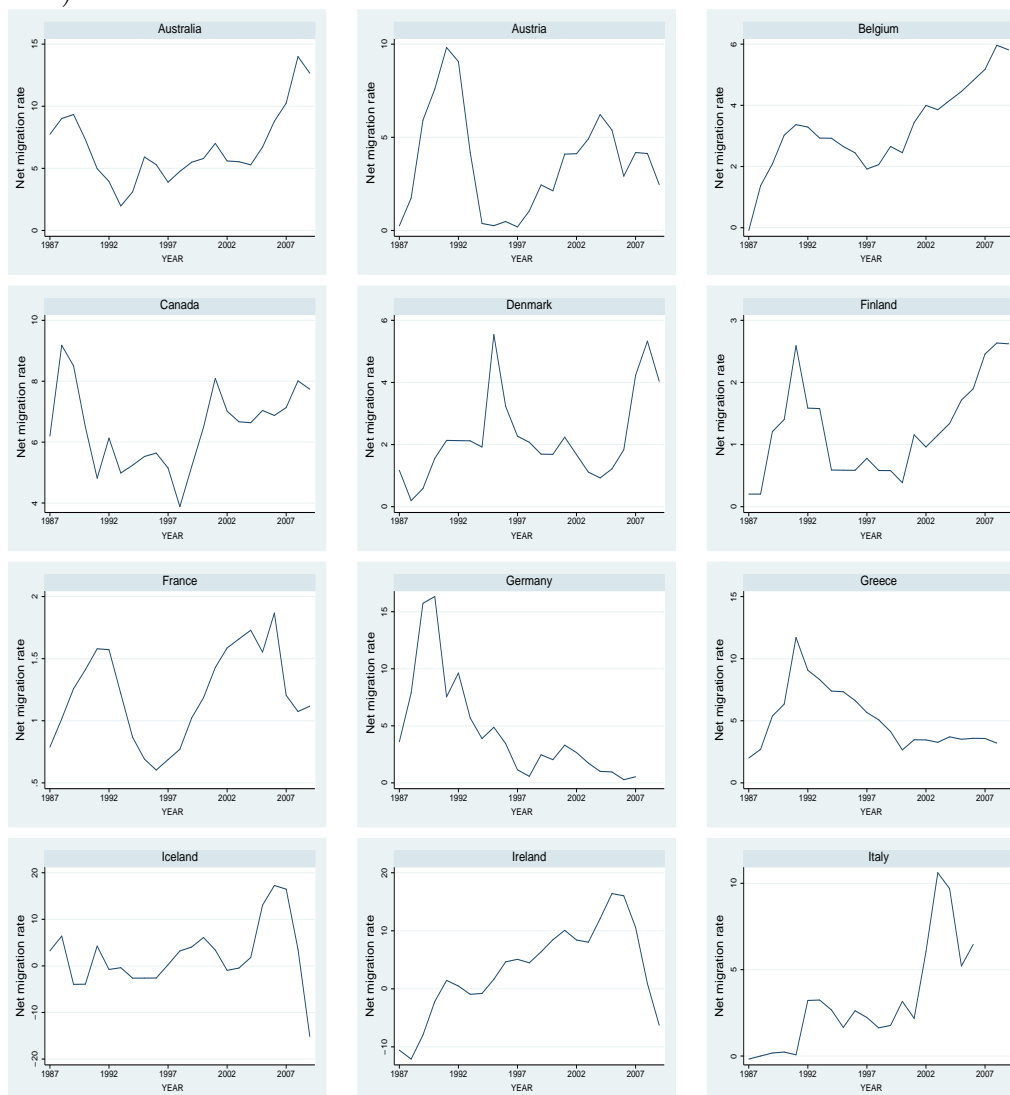 Australia
Net migration rate
15
10
5
0
1987 1992 1997 2002 2007
YEAR
Austria
Net migration rate
10
5
0
1987 1992 1997 2002 2007
YEAR
Belgium
Net migration rate
6
4
2
0
1987 1992 1997 2002 2007
YEAR
Canada
Net migration rate
10
8
6
4
1987 1992 1997 2002 2007
YEAR
Denmark
Net migration rate
6
4
2
0
1987 1992 1997 2002 2007
YEAR
Finland
Net migration rate
3
2
1
0
1987 1992 1997 2002 2007
YEAR
France
Net migration rate
2
1.5
1
.5
1987 1992 1997 2002 2007
YEAR
Germany
Net migration rate
15
10
5
0
1987 1992 1997 2002 2007
YEAR
Greece
Net migration rate
15
10
5
0
1987 1992 1997 2002 2007
YEAR
Iceland
Net migration rate
20
10
0
−10
−20
1987 1992 1997 2002 2007
YEAR
Ireland
Net migration rate
20
10
0
−10
1987 1992 1997 2002 2007
YEAR
Italy
Net migration rate
10
5
0
1987 1992 1997 2002 2007
YEAR